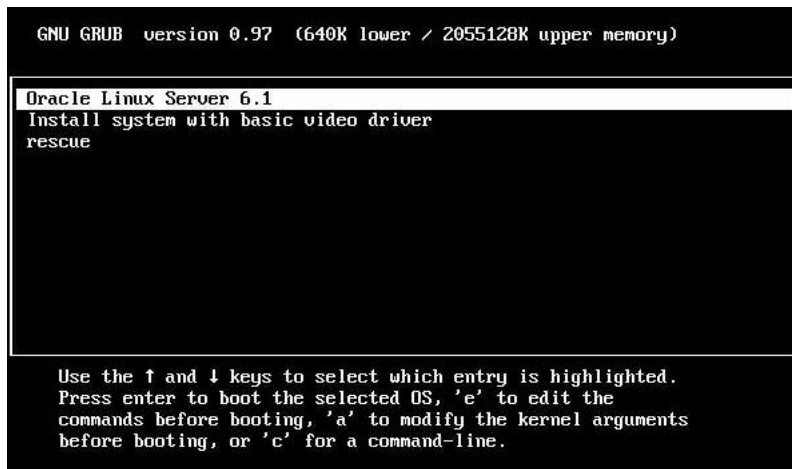 GNU GRUB version 0.97 (640K lower / 2055128K upper memory)
Oracle Linux Server 6.1
Install system with basic video driver
rescue
Use the ↑ and ↓ keys to select which entry is highlighted.
Press enter to boot the selected OS, 'e' to edit the
commands before booting, 'a' to modify the kernel arguments
before booting, or 'c' for a command-line.